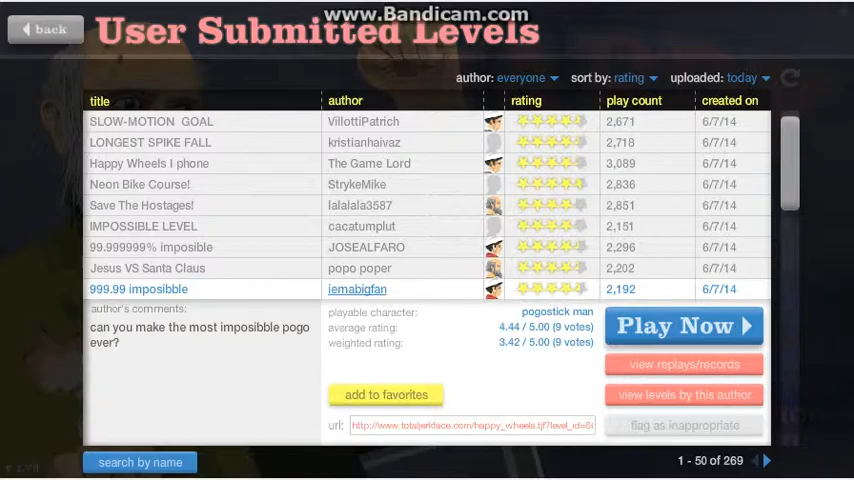 www.Bandicam.com
back
User Submitted Levels
author: everyone sort by: rating uploaded: today
title author rating play count created on
SLOW-MOTION GOAL VillottiPatrich 2,671 6/7/14
LONGEST SPIKE FALL kristianhaivaz 2,718 6/7/14
Happy Wheels I phone The Game Lord 3,089 6/7/14
Neon Bike Course! StrykeMike 2,836 6/7/14
Save The Hostages! lalalala3587 2,851 6/7/14
IMPOSSIBLE LEVEL cacatumplut 2,151 6/7/14
99.999999% imposible JOSEALFARO 2,296 6/7/14
Jesus VS Santa Claus popo poper 2,202 6/7/14
999.99 imposibble iemabigfan 2,192 6/7/14
author's comments:
can you make the most imposibble pogo
ever?
playable character: pogostick man
average rating: 4.44 / 5.00 (9 votes)
weighted rating: 3.42 / 5.00 (9 votes)
Play Now
view replays/records
add to favorites
view levels by this author
url: http://www.totaljerkface.com/happy_wheels.tjf?level_id=6
flag as inappropriate
search by name
1 - 50 of 269